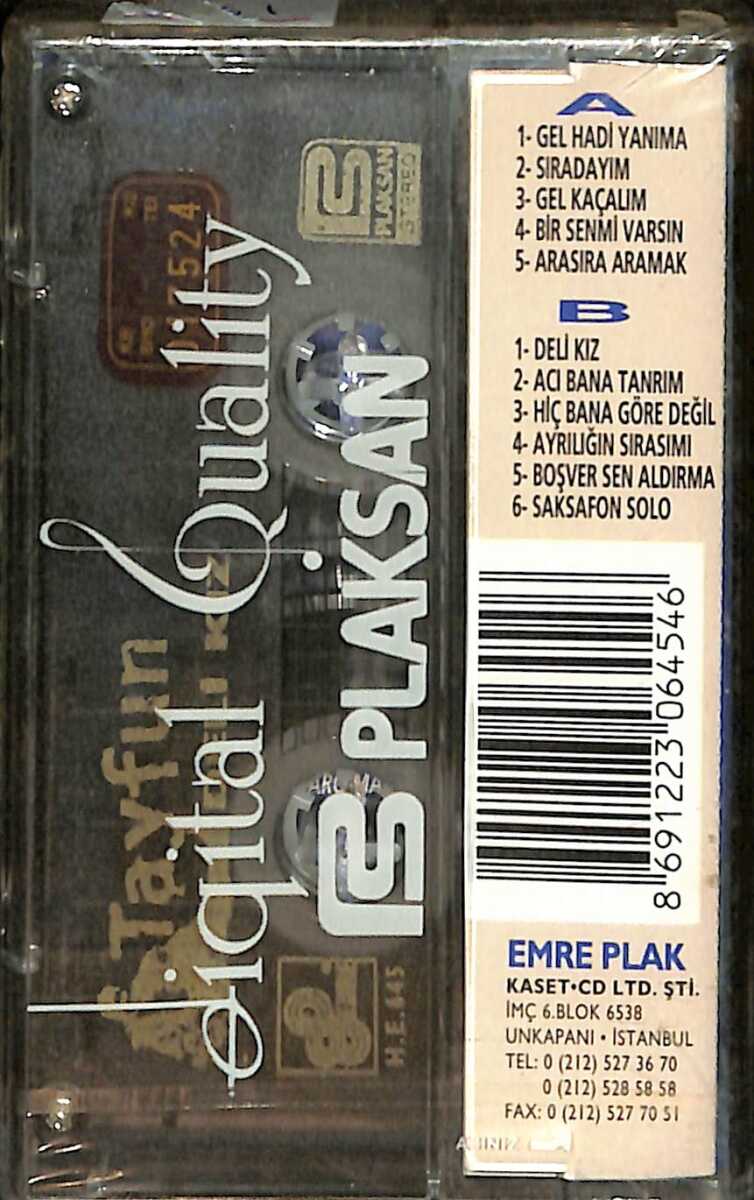 A
1- GEL HADİ YANIMA
2- SIRADAYIM
3- GEL KAÇALIM
4- BİR SENMİ VARSIN
5- ARASIRA ARAMAK
B
1- DELİ KIZ
2- ACI BANA TANRIM
3- HİÇ BANA GÖRE DEĞİL
4- AYRILIĞIN SIRASIMI
5- BOŞVER SEN ALDIRMA
6- SAKSAFON SOLO
8 691223 064546
EMRE PLAK
KASET•CD LTD. ŞTİ.
İMÇ 6.BLOK 6538
UNKAPANI • İSTANBUL
TEL: 0 (212) 527 36 70
0 (212) 528 58 58
FAX: 0 (212) 527 70 51
Digital Quality
PLAKSAN
PLAKSAN
STEREO
Tayfun
H.E. 645